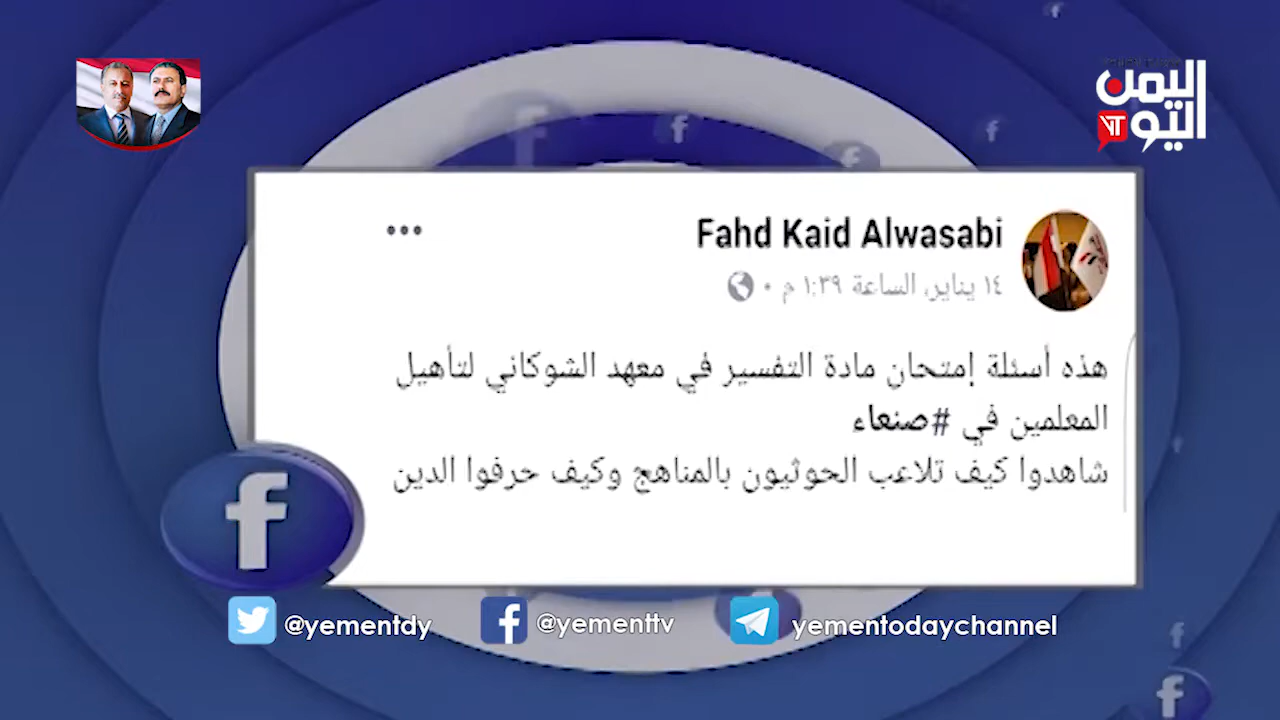 اليمن
اليوم
YT
Fahd Kaid Alwasabi
١٤ يناير، الساعة ١:٣٩ م
هذه أسئلة إمتحان مادة التفسير في معهد الشوكاني لتأهيل
المعلمين في #صنعاء
شاهدوا كيف تلاعب الحوثيون بالمناهج وكيف حرفوا الدين
@yementdy @yementtv yementodaychannel